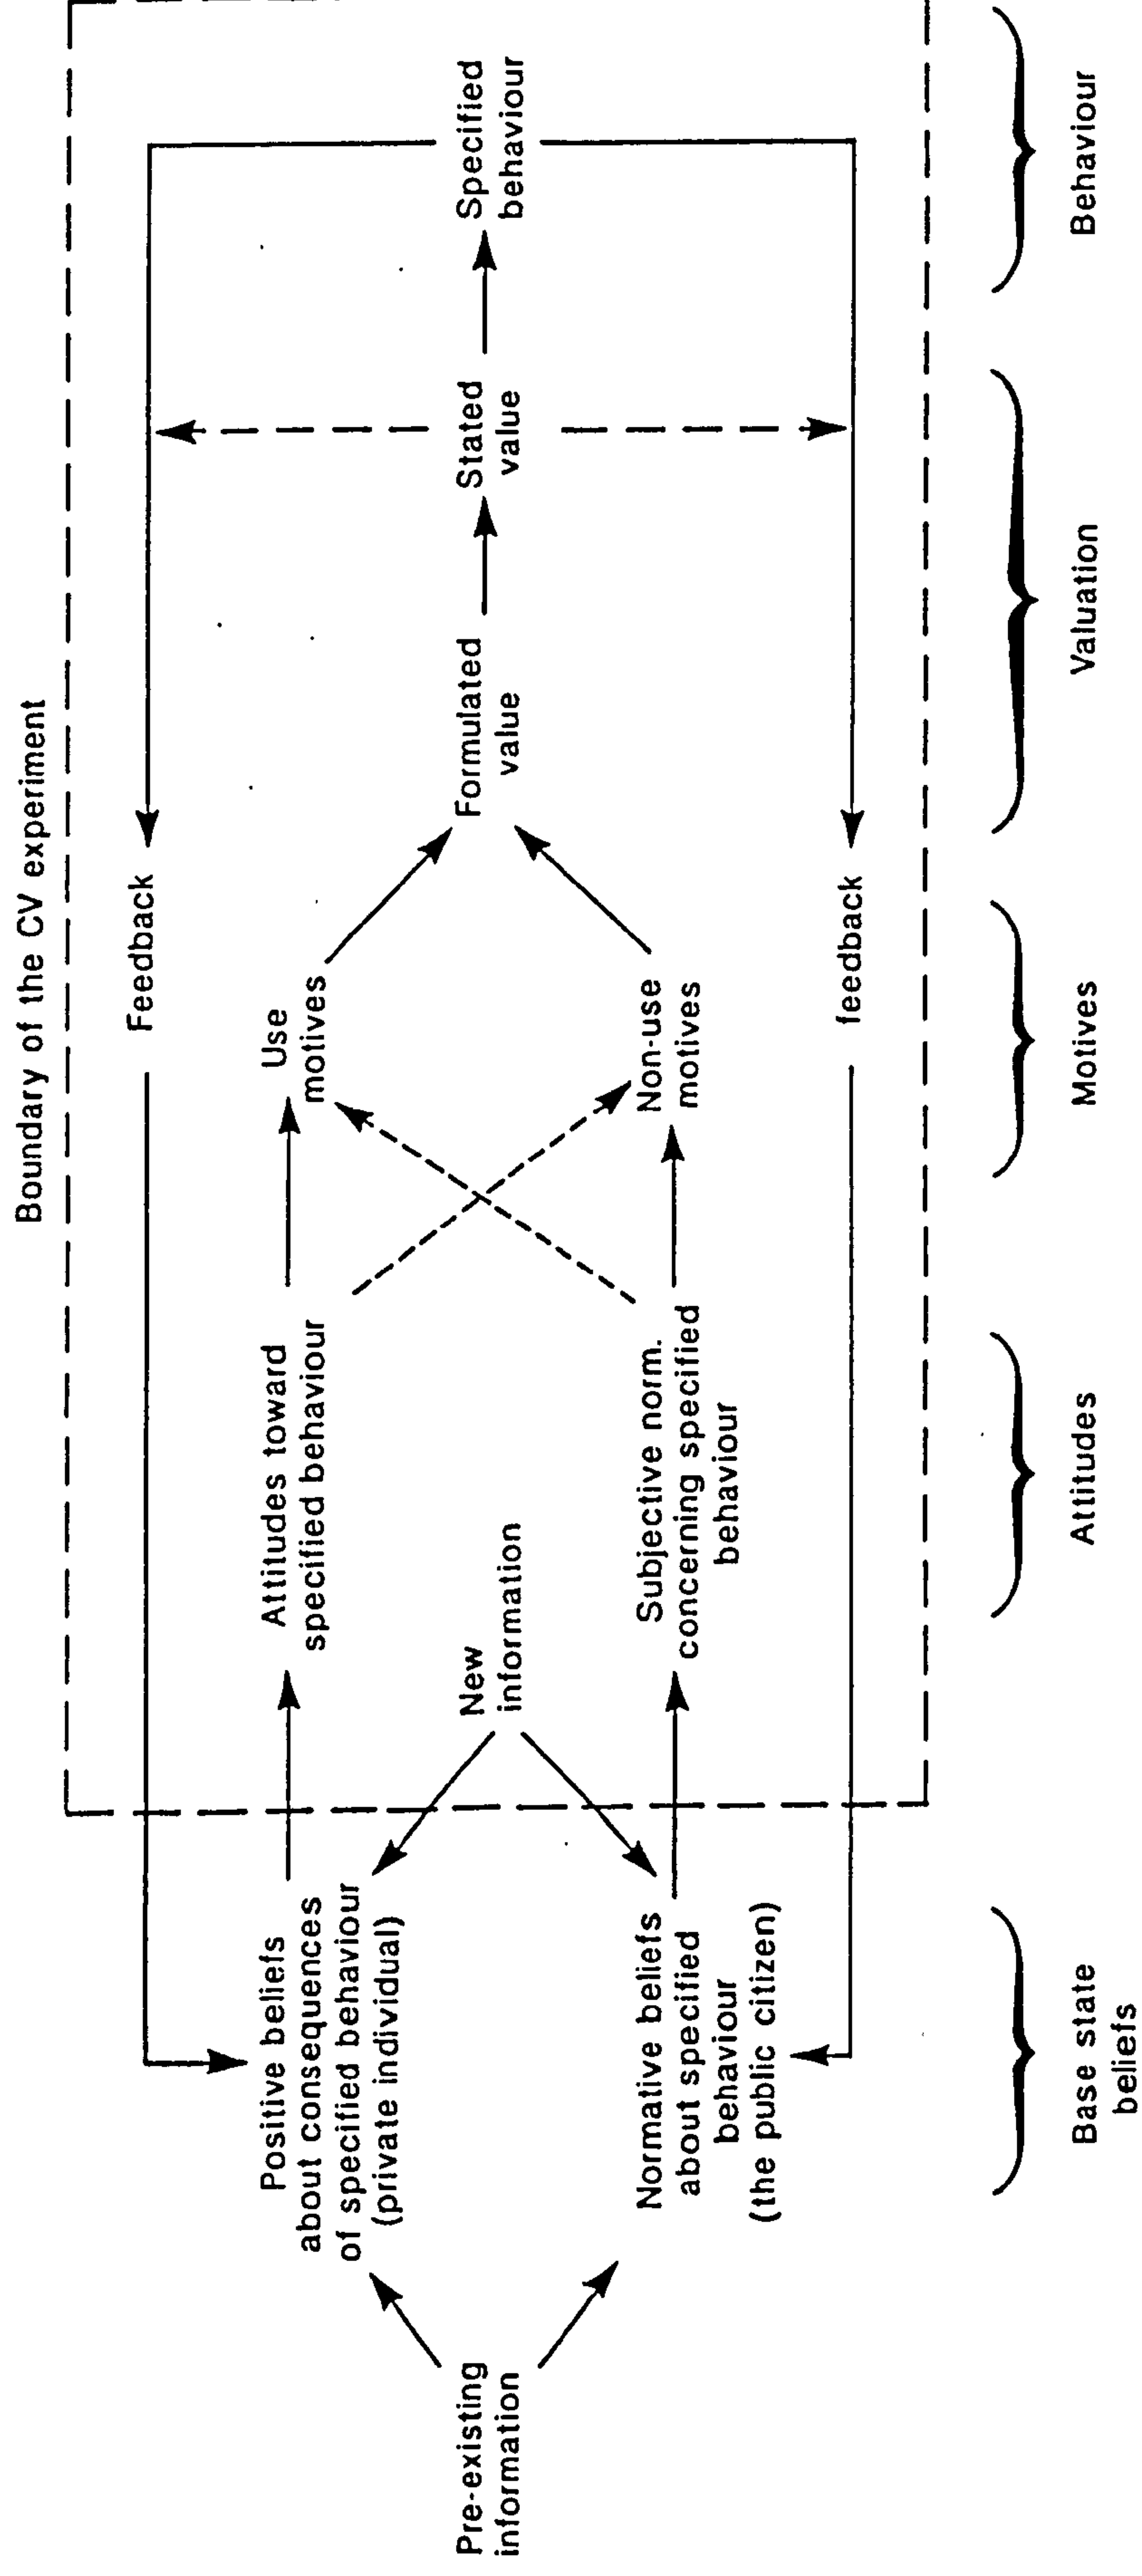 Boundary of the CV experiment
Feedback
Pre-existing
information
Positive beliefs
about consequences
of specified behaviour
(private individual)
Normative beliefs
about specified
behaviour
(the public citizen)
New
information
Attitudes toward
specified behaviour
Subjective norm.
concerning specified
behaviour
Use
motives
Non-use
motives
Formulated
value
Stated
value
Specified
behaviour
feedback
Base state
beliefs
Attitudes
Motives
Valuation
Behaviour